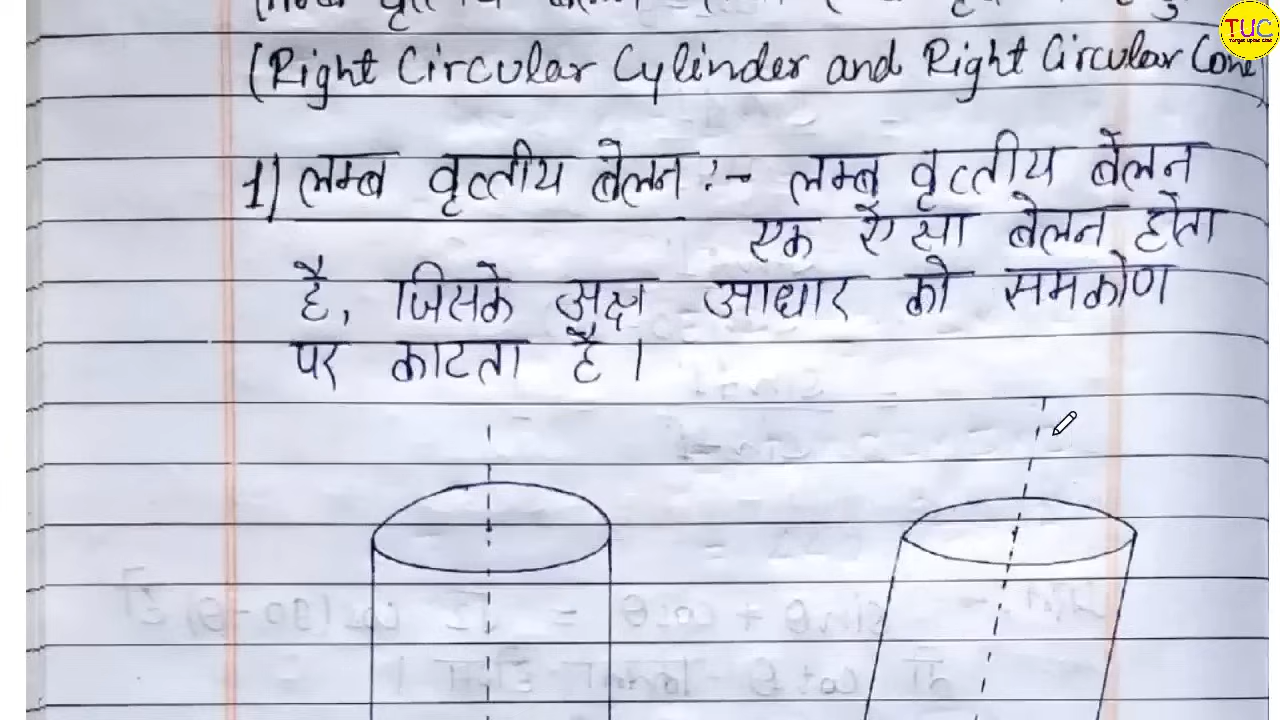 (Right Circular Cylinder and Right Circular Cone)
TUC
1) लम्ब वृत्तीय बेलन :- लम्ब वृत्तीय बेलन
एक ऐसा बेलन होता
है, जिसके अक्ष आधार को समकोण
पर काटता है।